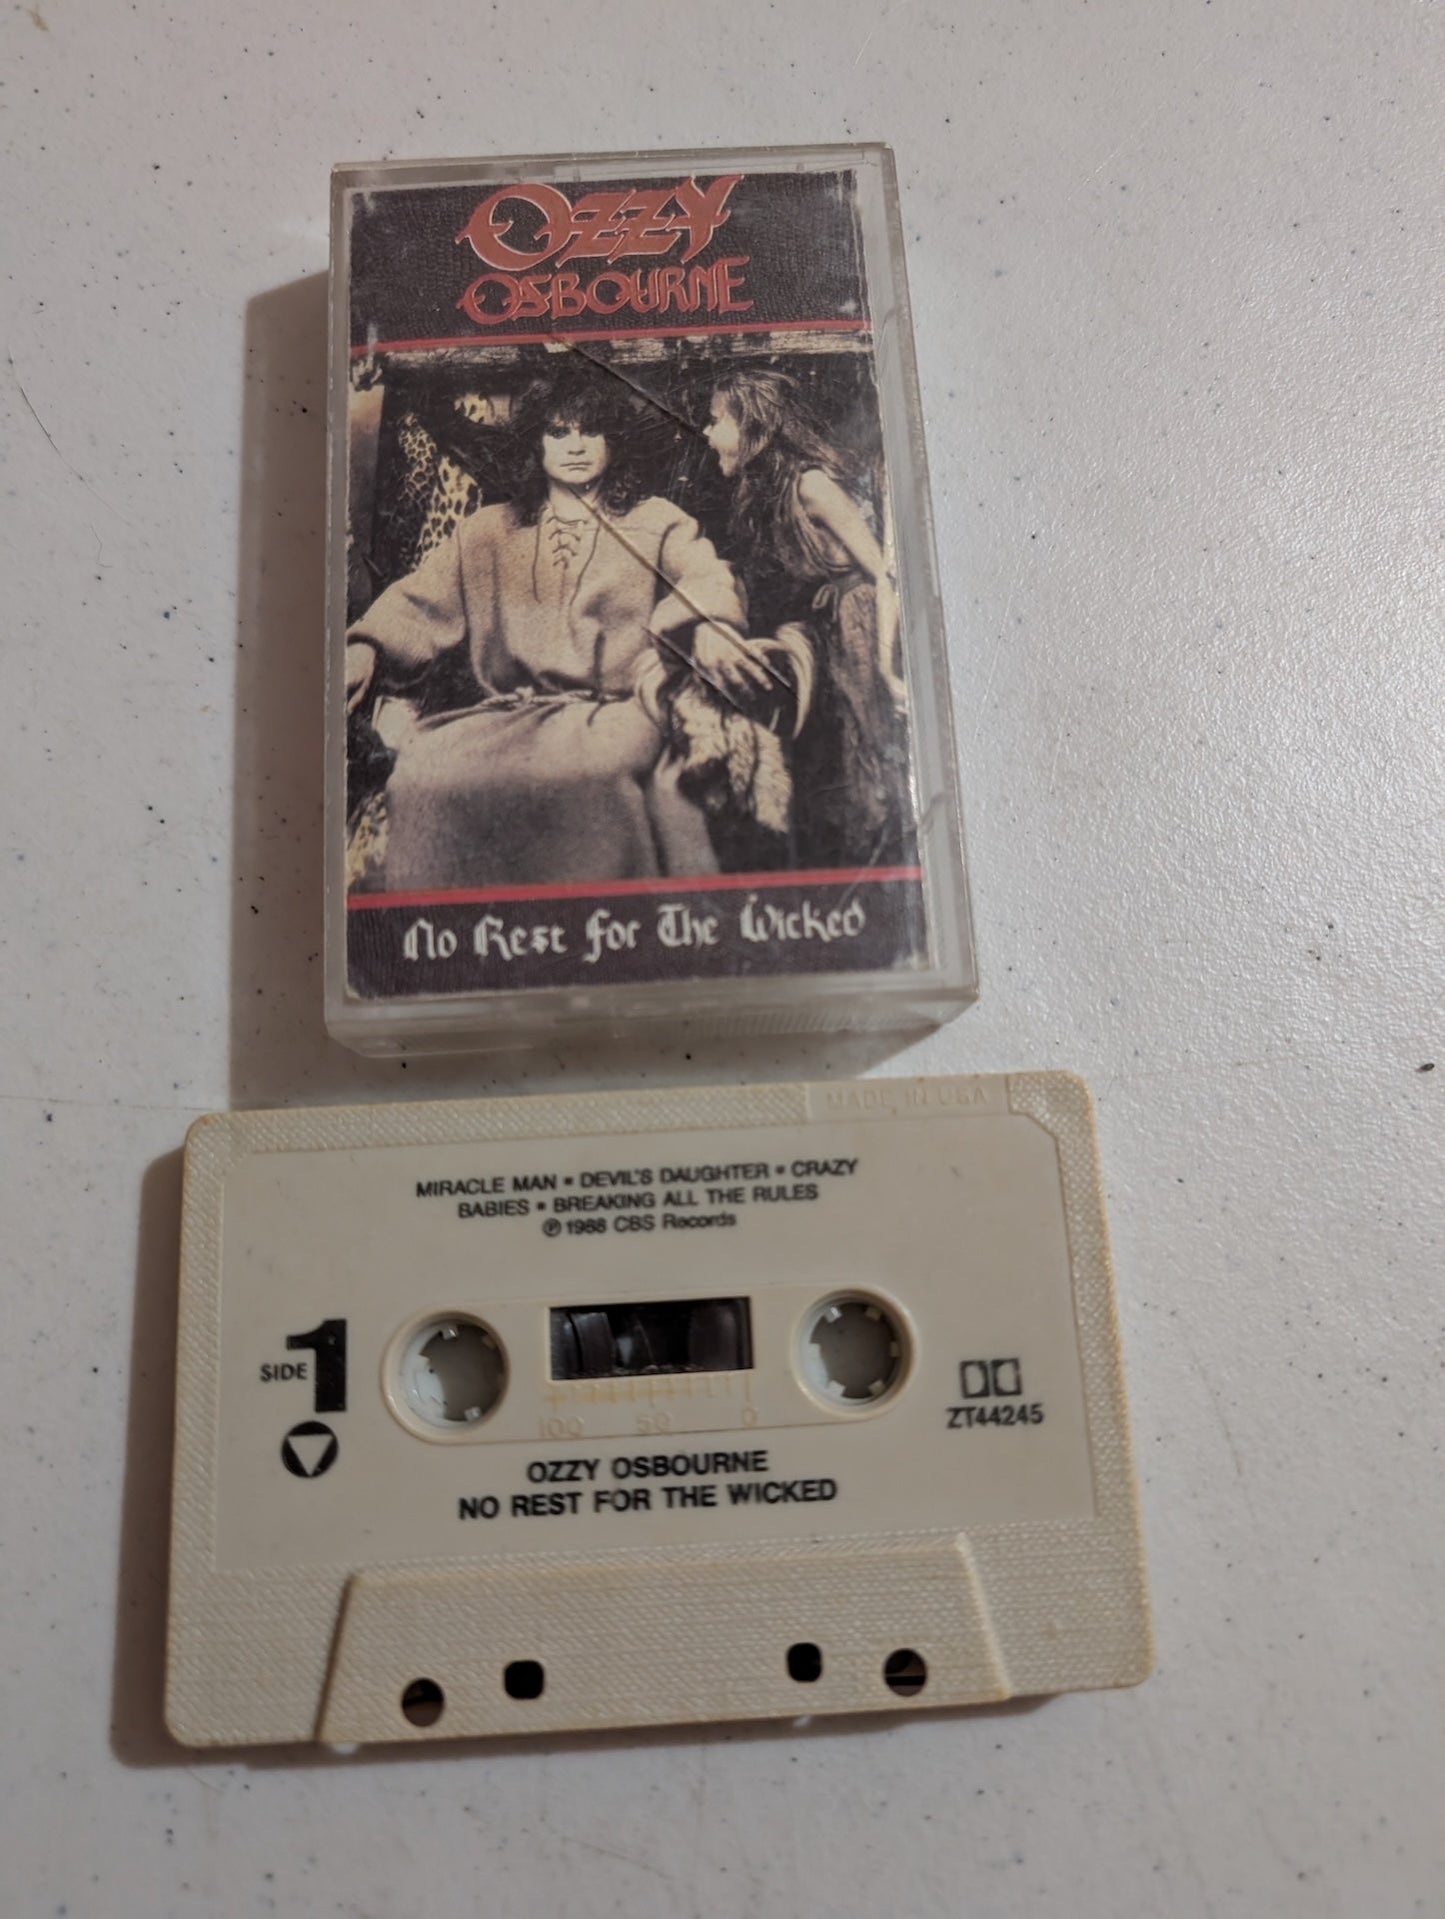 OZZY
OSBOURNE
No Rest for The Wicked
MADE IN USA
MIRACLE MAN ▪ DEVIL'S DAUGHTER ▪ CRAZY
BABIES ▪ BREAKING ALL THE RULES
℗ 1988 CBS Records
SIDE 1
100 50 0
ZT44245
OZZY OSBOURNE
NO REST FOR THE WICKED